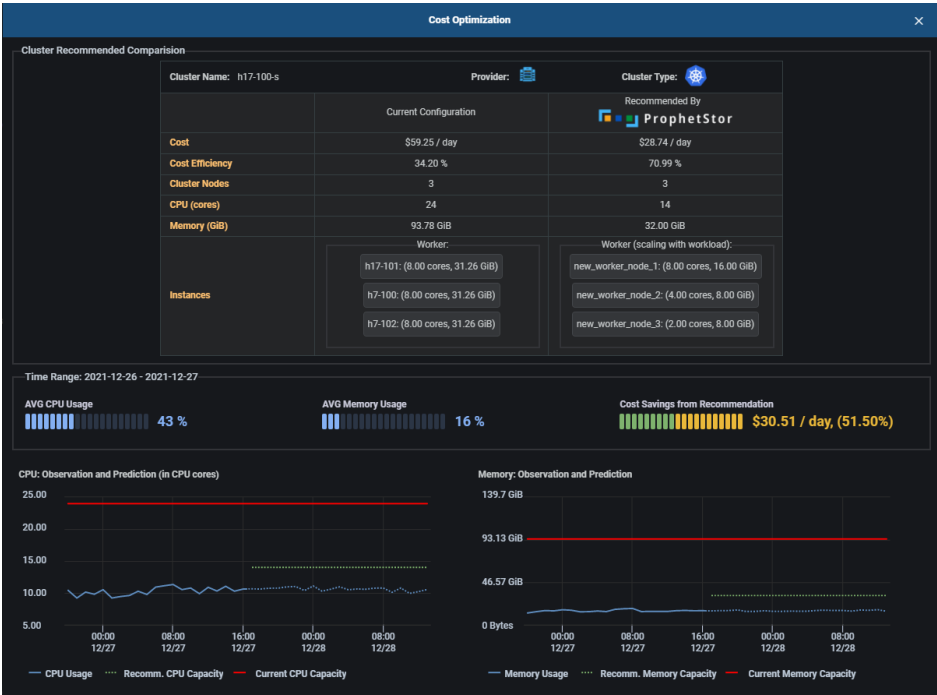 Cost Optimization
Cluster Recommended Comparision
Cluster Name: h17-100-s Provider: Cluster Type:
Current Configuration
Recommended By
ProphetStor
Cost $59.25 / day $28.74 / day
Cost Efficiency 34.20 % 70.99 %
Cluster Nodes 3 3
CPU (cores) 24 14
Memory (GiB) 93.78 GiB 32.00 GiB
Instances
Worker:
h17-101: (8.00 cores, 31.26 GiB)
h7-100: (8.00 cores, 31.26 GiB)
h7-102: (8.00 cores, 31.26 GiB)
Worker (scaling with workload):
new_worker_node_1: (8.00 cores, 16.00 GiB)
new_worker_node_2: (4.00 cores, 8.00 GiB)
new_worker_node_3: (2.00 cores, 8.00 GiB)
Time Range: 2021-12-26 - 2021-12-27
AVG CPU Usage
43 %
AVG Memory Usage
16 %
Cost Savings from Recommendation
$30.51 / day, (51.50%)
CPU: Observation and Prediction (in CPU cores)
25.00
20.00
15.00
10.00
5.00
00:00 08:00 16:00 00:00 08:00
12/27 12/27 12/27 12/28 12/28
CPU Usage Recomm. CPU Capacity Current CPU Capacity
Memory: Observation and Prediction
139.7 GiB
93.13 GiB
46.57 GiB
0 Bytes
00:00 08:00 16:00 00:00 08:00
12/27 12/27 12/27 12/28 12/28
Memory Usage Recomm. Memory Capacity Current Memory Capacity